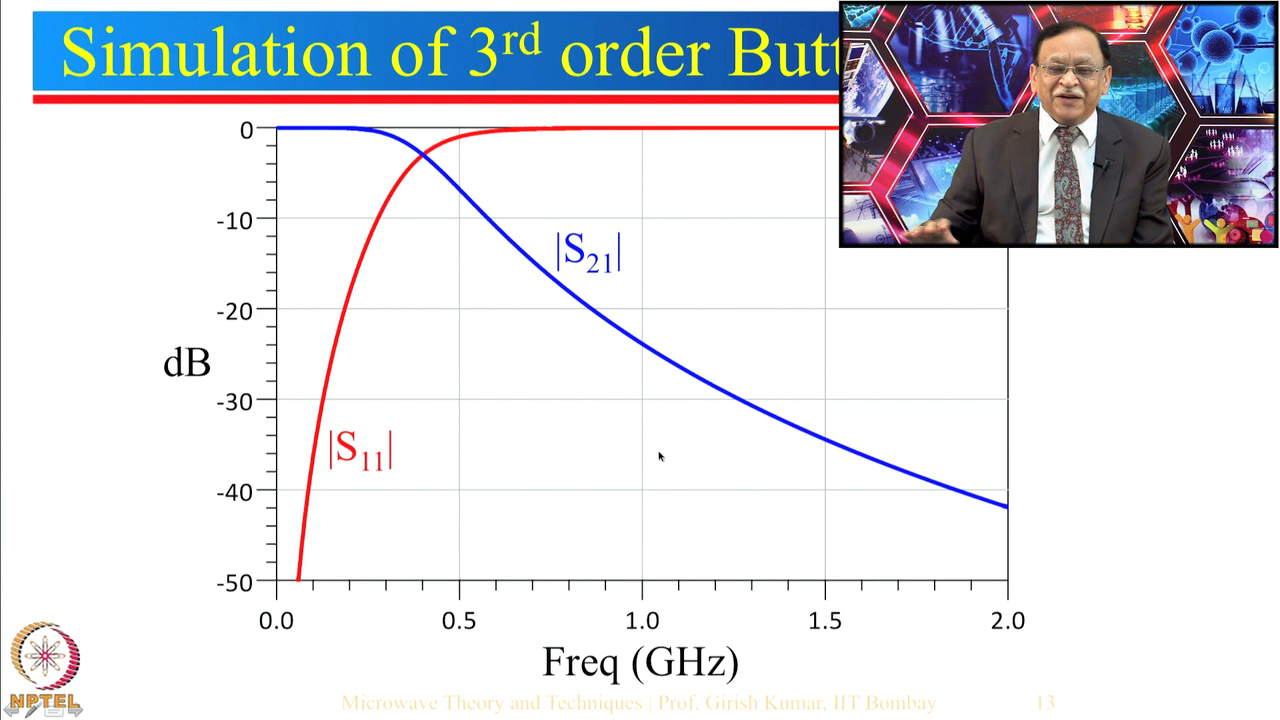 Simulation of 3rd order Butt
0
-10
-20
-30
-40
-50
dB
|S21|
|S11|
0.0 0.5 1.0 1.5 2.0
Freq (GHz)
NPTEL
Microwave Theory and Techniques | Prof. Girish Kumar, IIT Bombay 13